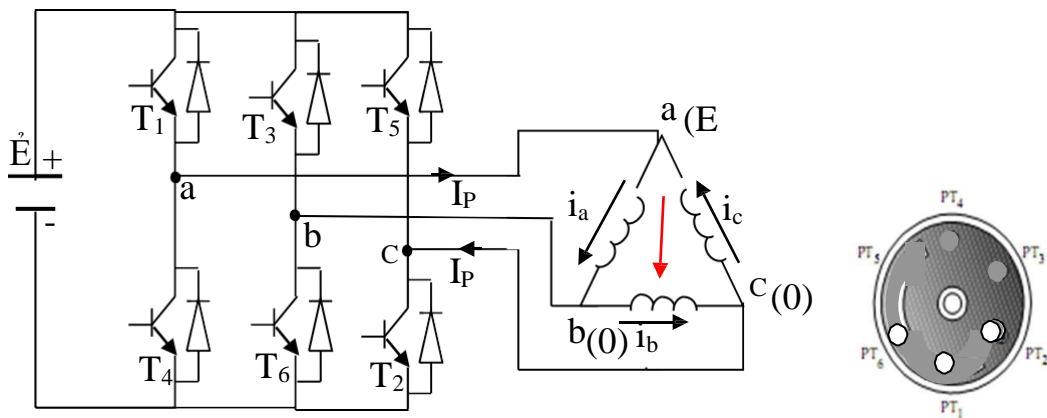 T1
T3
T5
Ẻ +
-
a
b
C
IP
IP
T4
T6
T2
a (E
ia
ic
b(0)
ib
C (0)
PT4
PT5
PT3
PT6
PT2
PT1